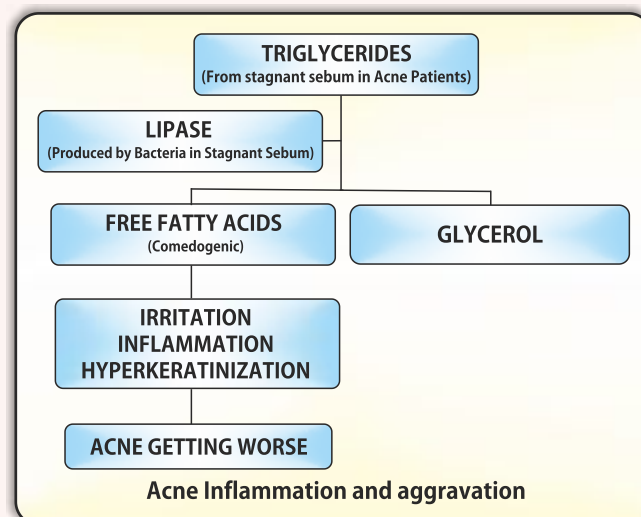 TRIGLYCERIDES
(From stagnant sebum in Acne Patients)
LIPASE
(Produced by Bacteria in Stagnant Sebum)
FREE FATTY ACIDS
(Comedogenic)
GLYCEROL
IRRITATION
INFLAMMATION
HYPERKERATINIZATION
ACNE GETTING WORSE
Acne Inflammation and aggravation